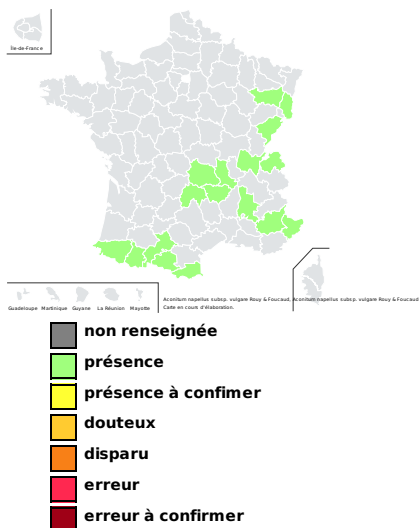 Île-de-France
Guadeloupe Martinique Guyane La Réunion Mayotte
Aconitum napellus subsp. vulgare Rouy & Foucaud, Aconitum napellus subsp. vulgare Rouy & Foucaud
Carte en cours d'élaboration.
non renseignée
présence
présence à confimer
douteux
disparu
erreur
erreur à confirmer